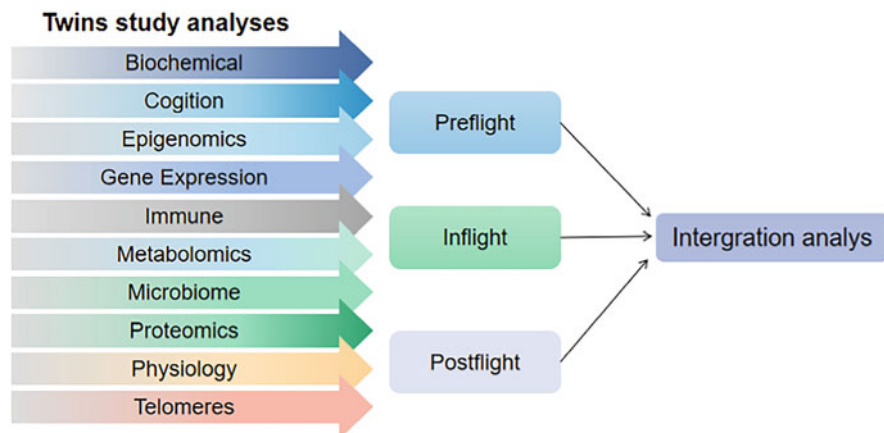 Twins study analyses
Biochemical
Cogition
Epigenomics
Gene Expression
Immune
Metabolomics
Microbiome
Proteomics
Physiology
Telomeres
Preflight
Inflight
Postflight
Intergration analys